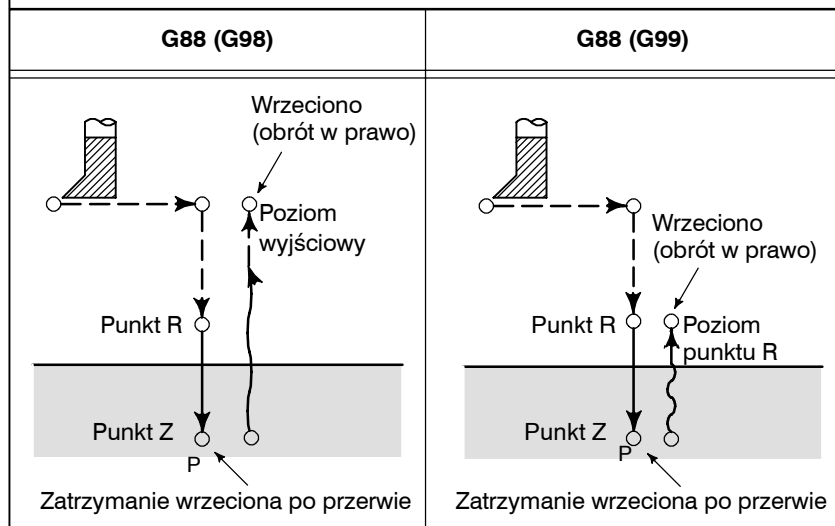 G88 (G98)
G88 (G99)
Wrzeciono
(obrót w prawo)
Poziom
wyjściowy
Punkt R
Punkt Z
P
Zatrzymanie wrzeciona po przerwie
Wrzeciono
(obrót w prawo)
Punkt R
Poziom
punktu R
Punkt Z
P
Zatrzymanie wrzeciona po przerwie